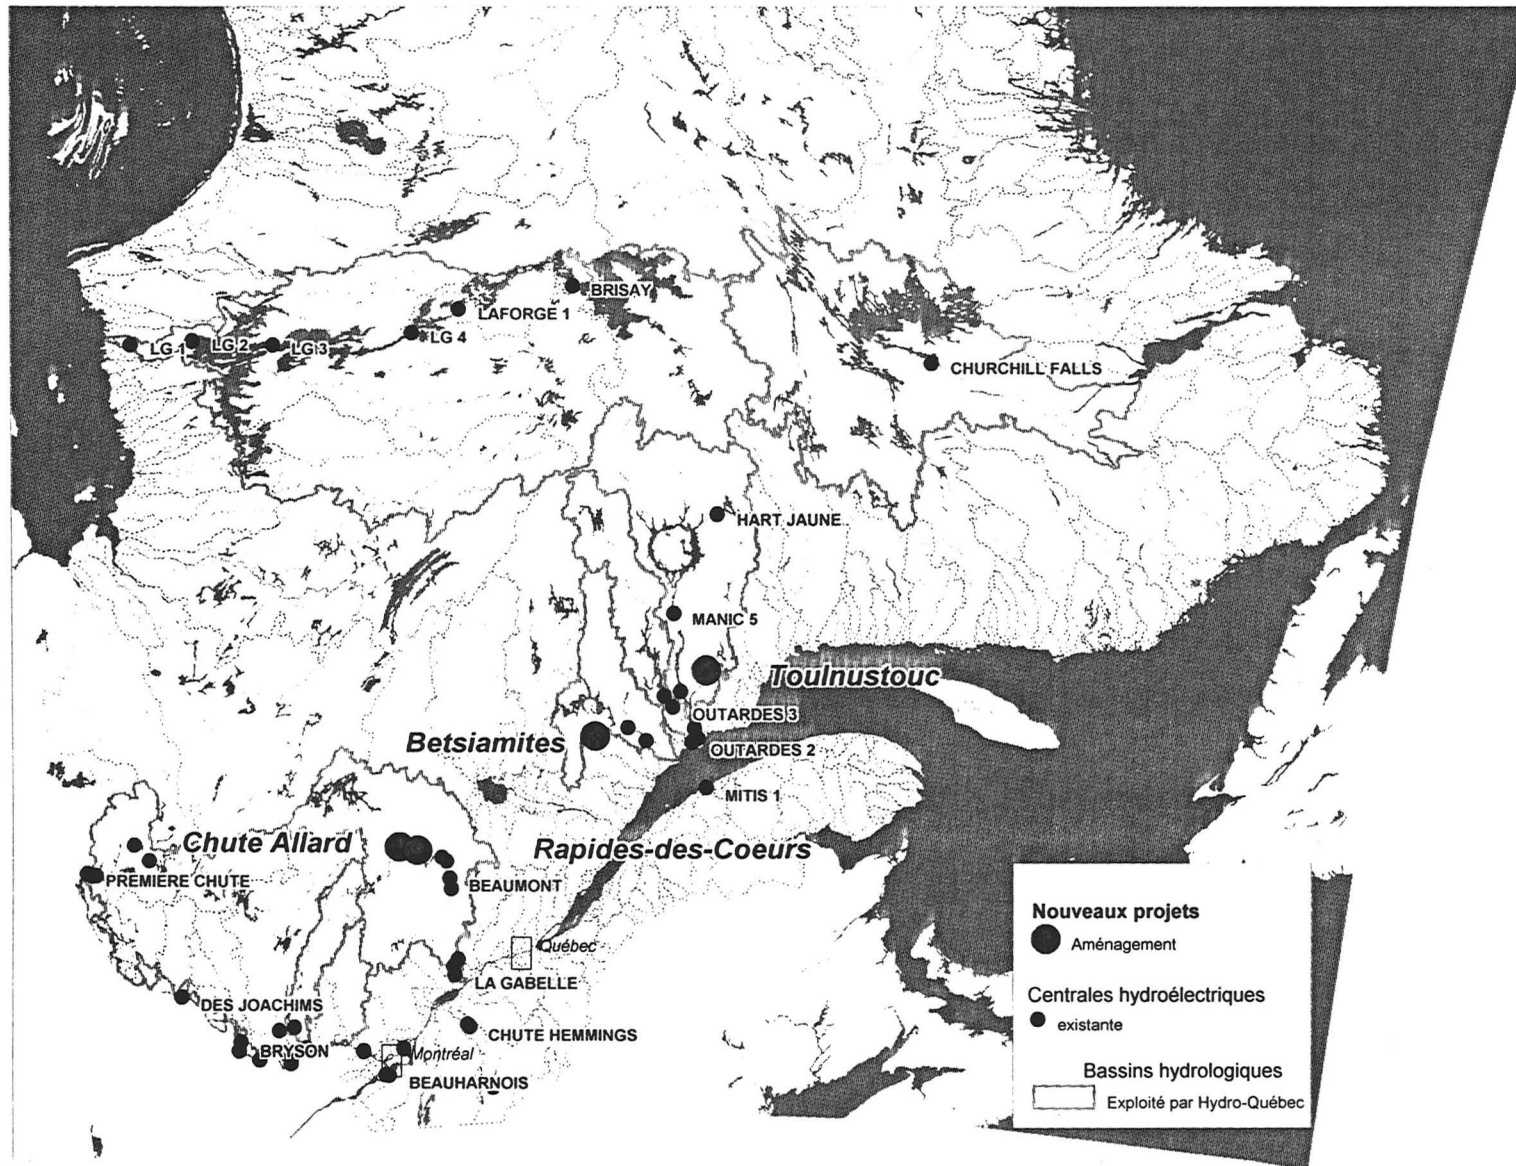 BRISAY
LAFORGE 1
LG 1
LG 2
LG 3
LG 4
CHURCHILL FALLS
HART JAUNE
MANIC 5
Toulnustouc
OUTARDES 3
Betsiamites
OUTARDES 2
MITIS 1
Chute Allard
Rapides-des-Coeurs
PREMIERE CHUTE
BEAUMONT
Québec
LA GABELLE
DES JOACHIMS
CHUTE HEMMINGS
BRYSON
Montréal
BEAUHARNOIS
Nouveaux projets
Aménagement
Centrales hydroélectriques
existante
Bassins hydrologiques
Exploité par Hydro-Québec